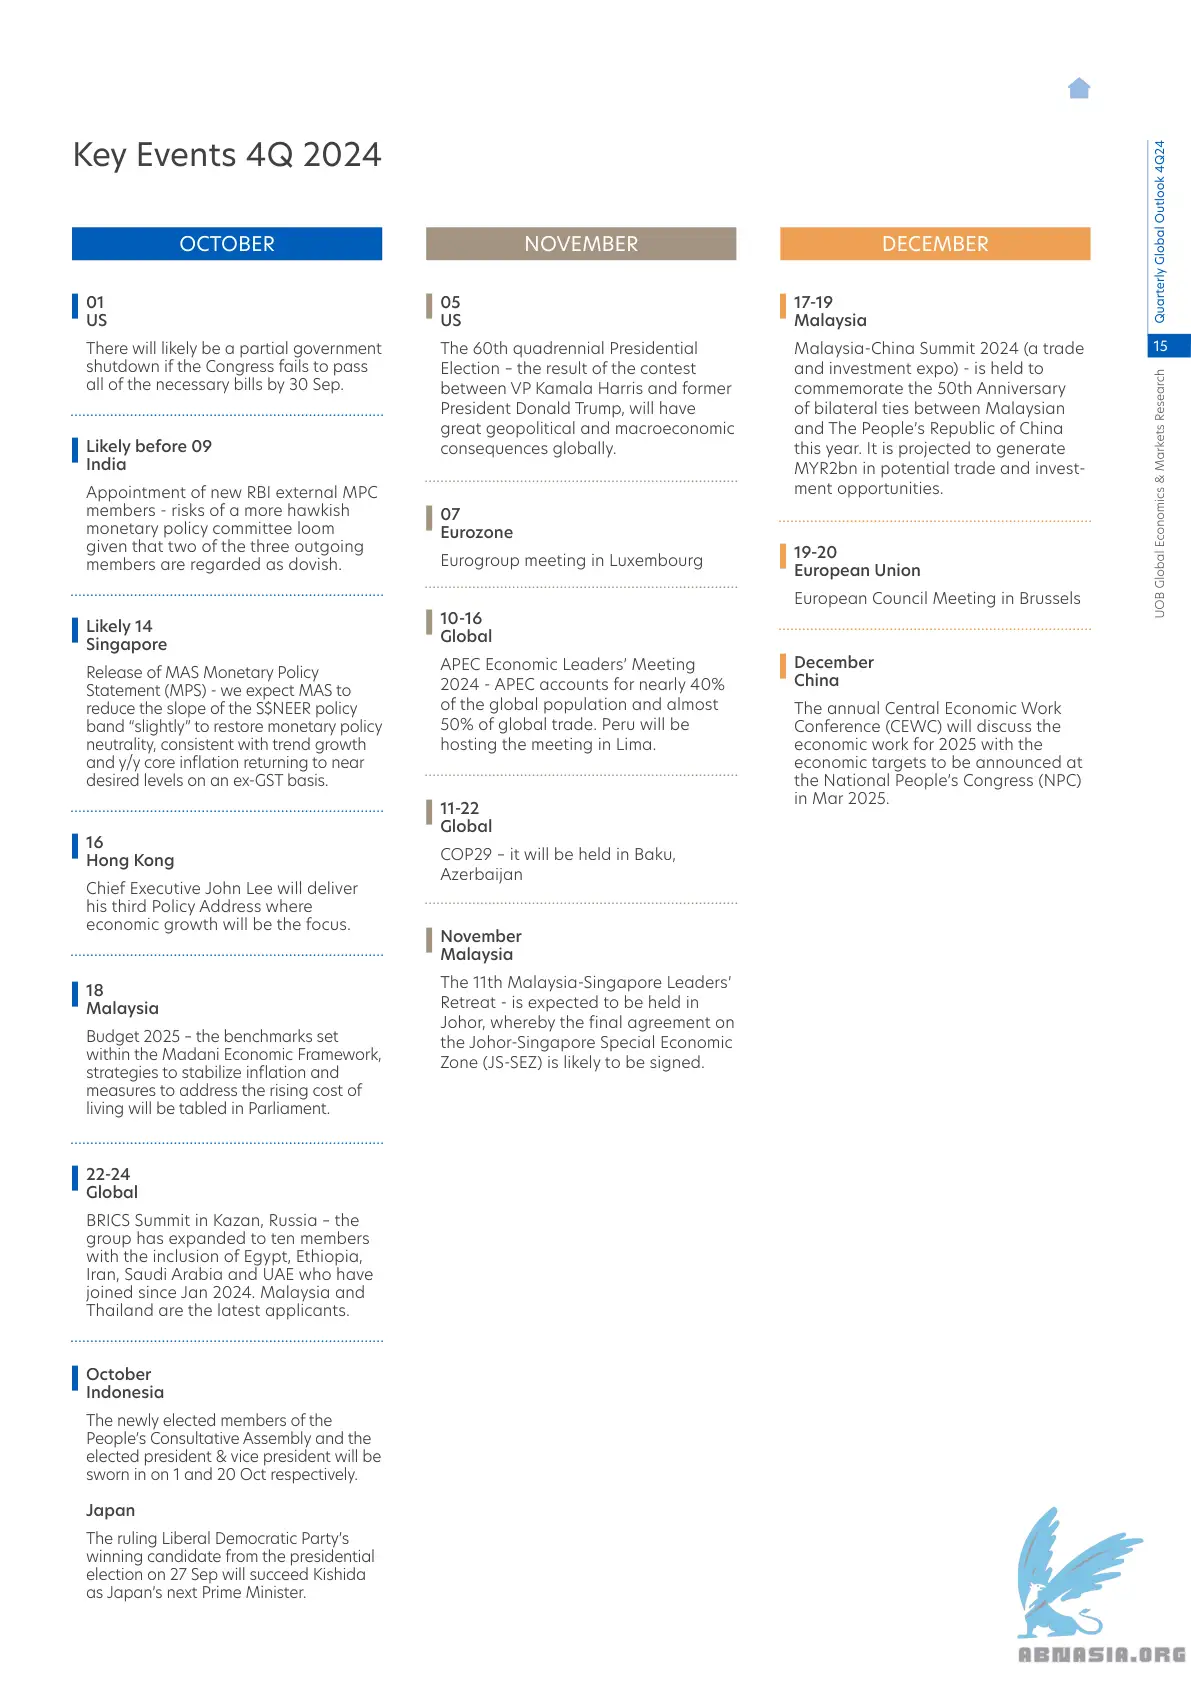 Key Events 4Q 2024
OCTOBER
01
US
There will likely be a partial government
shutdown if the Congress fails to pass
all of the necessary bills by 30 Sep.
Likely before 09
India
Appointment of new RBI external MPC
members - risks of a more hawkish
monetary policy committee loom
given that two of the three outgoing
members are regarded as dovish.
Likely 14
Singapore
Release of MAS Monetary Policy
Statement (MPS) - we expect MAS to
reduce the slope of the S$NEER policy
band “slightly” to restore monetary policy
neutrality, consistent with trend growth
and y/y core inflation returning to near
desired levels on an ex-GST basis.
16
Hong Kong
Chief Executive John Lee will deliver
his third Policy Address where
economic growth will be the focus.
18
Malaysia
Budget 2025 – the benchmarks set
within the Madani Economic Framework,
strategies to stabilize inflation and
measures to address the rising cost of
living will be tabled in Parliament.
22-24
Global
BRICS Summit in Kazan, Russia – the
group has expanded to ten members
with the inclusion of Egypt, Ethiopia,
Iran, Saudi Arabia and UAE who have
joined since Jan 2024. Malaysia and
Thailand are the latest applicants.
October
Indonesia
The newly elected members of the
People’s Consultative Assembly and the
elected president & vice president will be
sworn in on 1 and 20 Oct respectively.
Japan
The ruling Liberal Democratic Party’s
winning candidate from the presidential
election on 27 Sep will succeed Kishida
as Japan’s next Prime Minister.
NOVEMBER
05
US
The 60th quadrennial Presidential
Election – the result of the contest
between VP Kamala Harris and former
President Donald Trump, will have
great geopolitical and macroeconomic
consequences globally.
07
Eurozone
Eurogroup meeting in Luxembourg
10-16
Global
APEC Economic Leaders’ Meeting
2024 - APEC accounts for nearly 40%
of the global population and almost
50% of global trade. Peru will be
hosting the meeting in Lima.
11-22
Global
COP29 – it will be held in Baku,
Azerbaijan
November
Malaysia
The 11th Malaysia-Singapore Leaders’
Retreat - is expected to be held in
Johor, whereby the final agreement on
the Johor-Singapore Special Economic
Zone (JS-SEZ) is likely to be signed.
DECEMBER
17-19
Malaysia
Malaysia-China Summit 2024 (a trade
and investment expo) - is held to
commemorate the 50th Anniversary
of bilateral ties between Malaysian
and The People’s Republic of China
this year. It is projected to generate
MYR2bn in potential trade and invest-
ment opportunities.
19-20
European Union
European Council Meeting in Brussels
December
China
The annual Central Economic Work
Conference (CEWC) will discuss the
economic work for 2025 with the
economic targets to be announced at
the National People’s Congress (NPC)
in Mar 2025.
Quarterly Global Outlook 4Q24
15
UOB Global Economics & Markets Research
ABNASIA.ORG